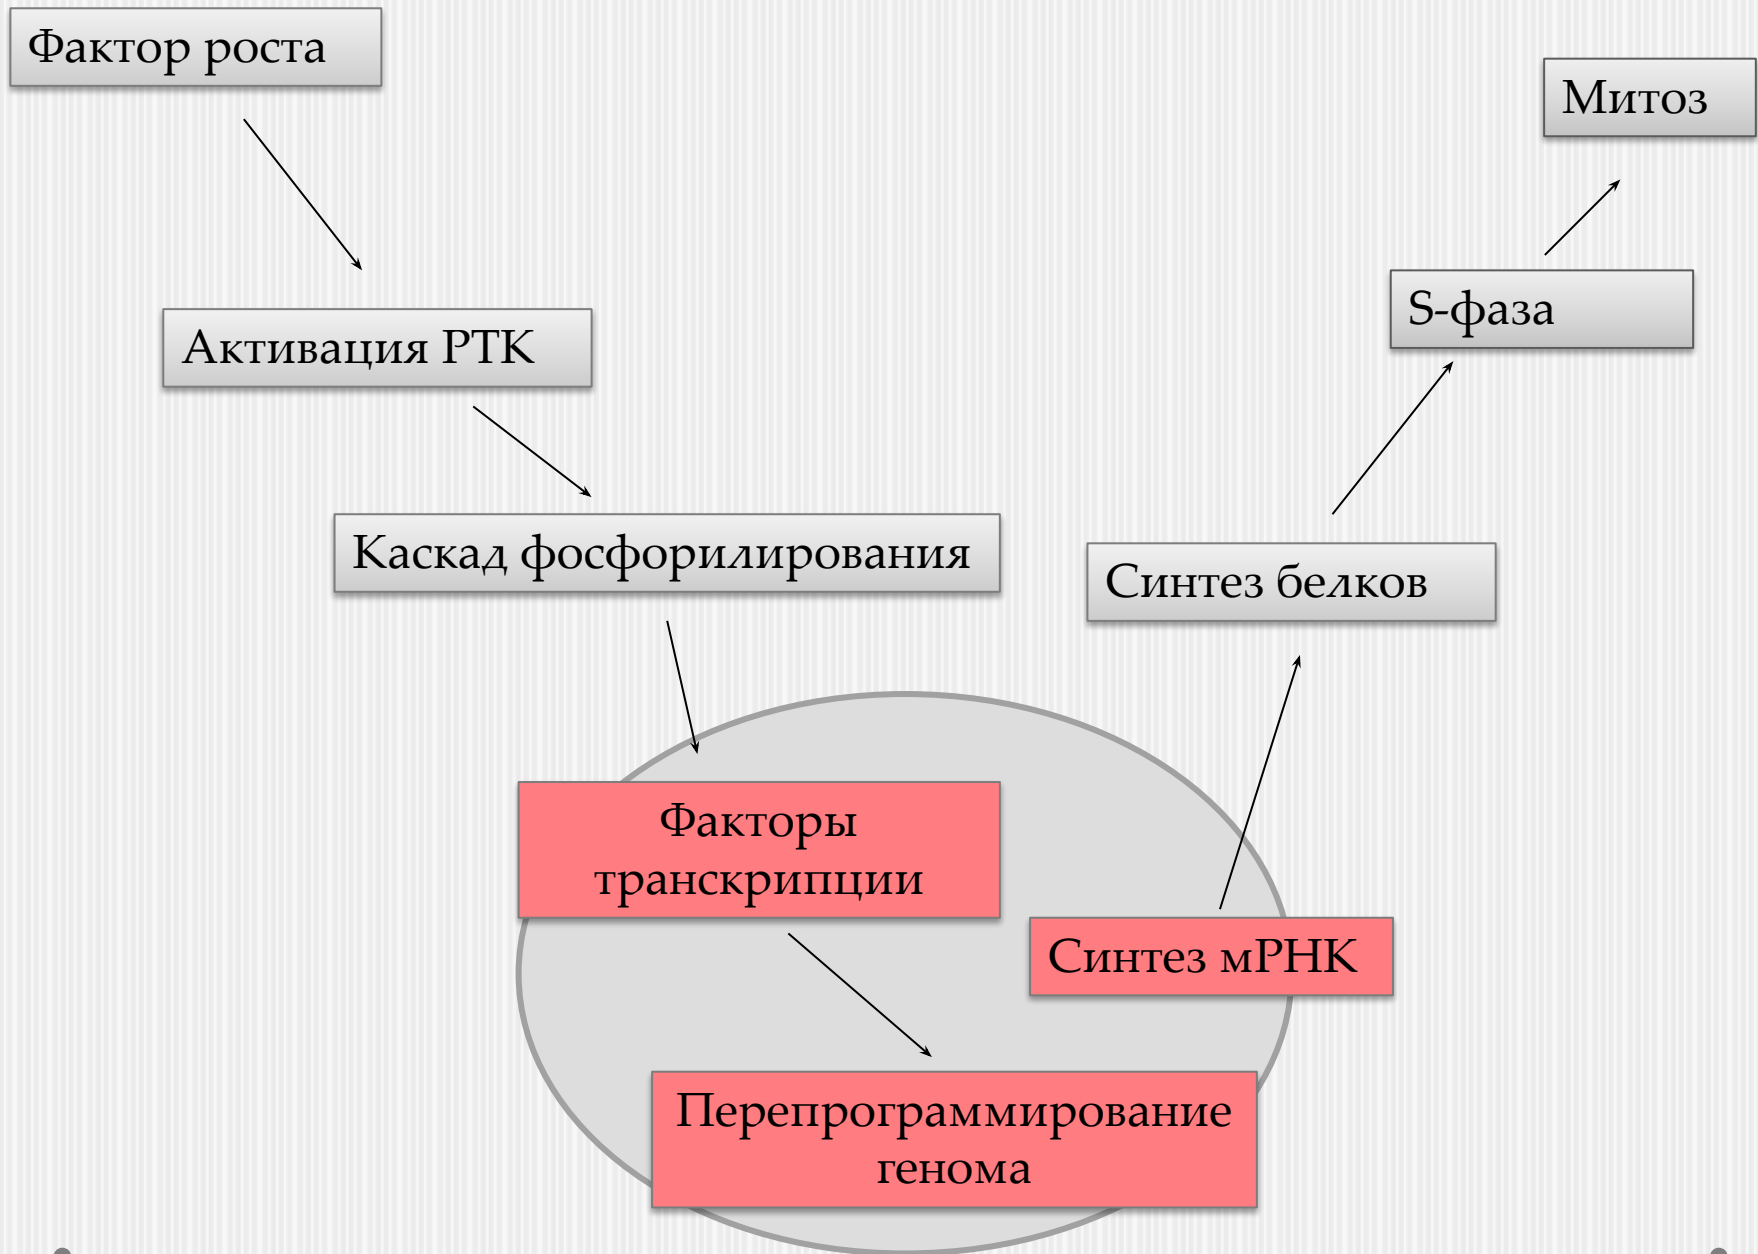 Фактор роста
Митоз
S-фаза
Активация РТК
Каскад фосфорилирования
Синтез белков
Факторы
транскрипции
Синтез мРНК
Перепрограммирование
генома